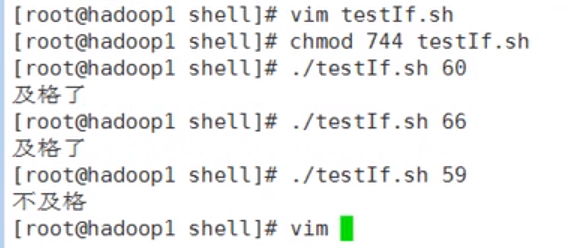 [root@hadoop1 shell]# vim testIf.sh
[root@hadoop1 shell]# chmod 744 testIf.sh
[root@hadoop1 shell]# ./testIf.sh 60
及格了
[root@hadoop1 shell]# ./testIf.sh 66
及格了
[root@hadoop1 shell]# ./testIf.sh 59
不及格
[root@hadoop1 shell]# vim